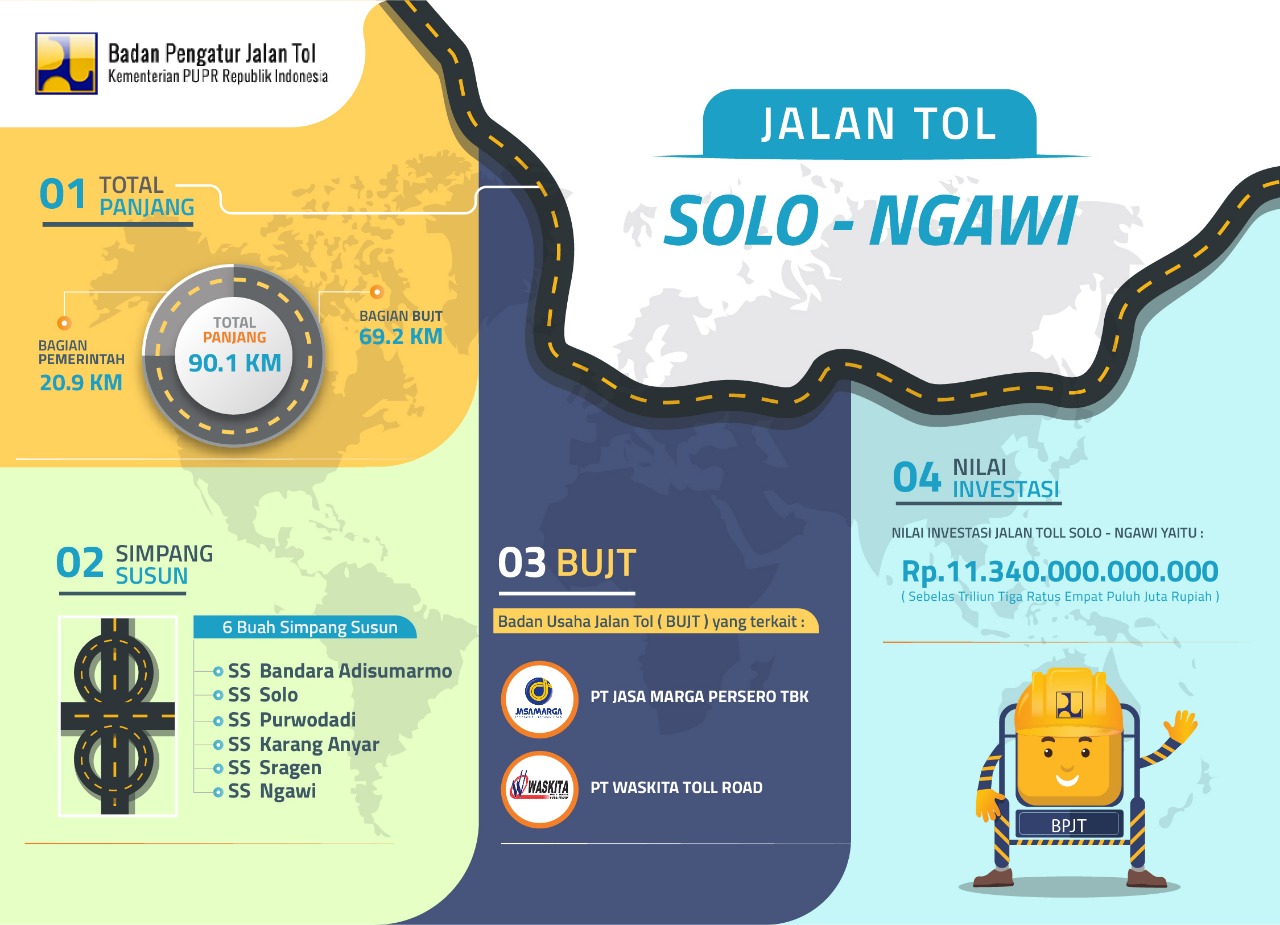 Badan Pengatur Jalan Tol
Kementerian PUPR Republik Indonesia
JALAN TOL
SOLO - NGAWI
01 TOTAL
PANJANG
TOTAL
PANJANG
90.1 KM
BAGIAN
PEMERINTAH
20.9 KM
BAGIAN BUJT
69.2 KM
02 SIMPANG
SUSUN
6 Buah Simpang Susun
SS Bandara Adisumarmo
SS Solo
SS Purwodadi
SS Karang Anyar
SS Sragen
SS Ngawi
03 BUJT
Badan Usaha Jalan Tol ( BUJT ) yang terkait :
JASAMARGA
PT JASA MARGA PERSERO TBK
WASKITA
PT WASKITA TOLL ROAD
04 NILAI
INVESTASI
NILAI INVESTASI JALAN TOLL SOLO - NGAWI YAITU :
Rp.11.340.000.000.000
( Sebelas Triliun Tiga Ratus Empat Puluh Juta Rupiah )
BPJT